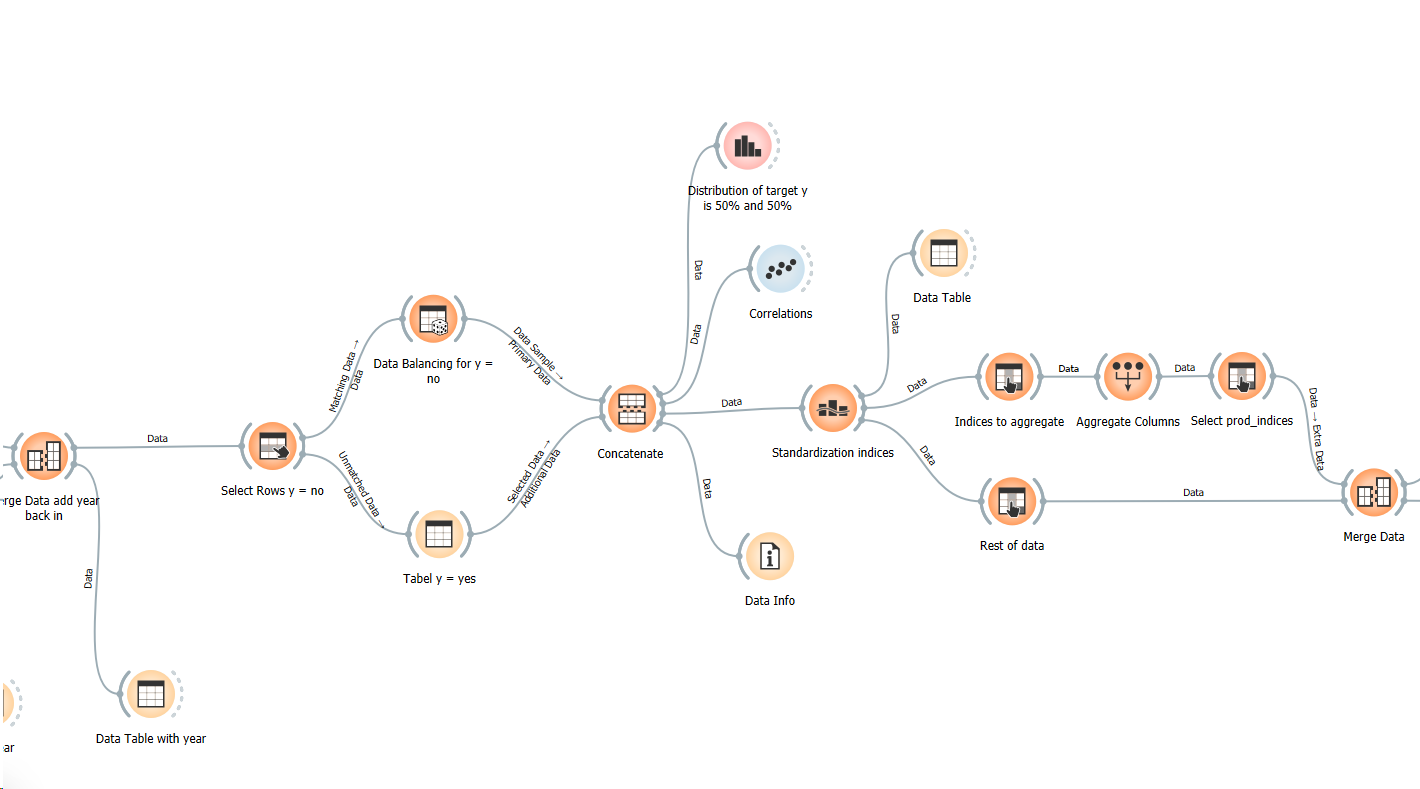 Distribution of target y
is 50% and 50%
Data
Correlations
Data
Data Table
Data
Data Balancing for y =
no
Matching Data →
Data
Data Sample →
Primary Data
Data
Select Rows y = no
Unmatched Data →
Data
Tabel y = yes
Selected Data →
Additional Data
Concatenate
Data
Standardization indices
Data
Indices to aggregate
Data
Aggregate Columns
Data
Select prod_indices
Data → Extra Data
Data
Rest of data
Data
Merge Data
Data
Data Info
rge Data add year
back in
Data
Data Table with year
ar